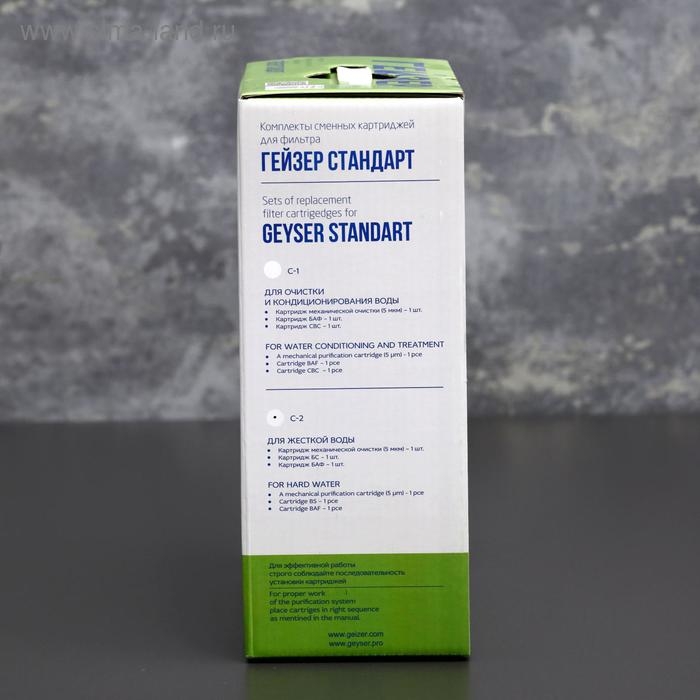 www.sima-land.ru
Комплекты сменных картриджей
для фильтра
ГЕЙЗЕР СТАНДАРТ
Sets of replacement
filter cartrigedges for
GEYSER STANDART
С-1
ДЛЯ ОЧИСТКИ
И КОНДИЦИОНИРОВАНИЯ ВОДЫ
• Картридж механической очистки (5 мкм) – 1 шт.
• Картридж БАФ – 1 шт.
• Картридж СВС – 1 шт.
FOR WATER CONDITIONING AND TREATMENT
• A mechanical purification cartridge (5 μm) - 1 pce
• Cartridge BAF – 1 pce
• Cartridge CBC – 1 pce
С-2
ДЛЯ ЖЕСТКОЙ ВОДЫ
• Картридж механической очистки (5 мкм) – 1 шт.
• Картридж БС – 1 шт.
• Картридж БАФ – 1 шт.
FOR HARD WATER
• A mechanical purification cartridge (5 μm) - 1 pce
• Cartridge BS – 1 pce
• Cartridge BAF – 1 pce
Для эффективной работы
строго соблюдайте последовательность
установки картриджей
For proper work
of the purification system
place cartriges in right sequence
as mentined in the manual.
www.geizer.com
www.geyser.pro